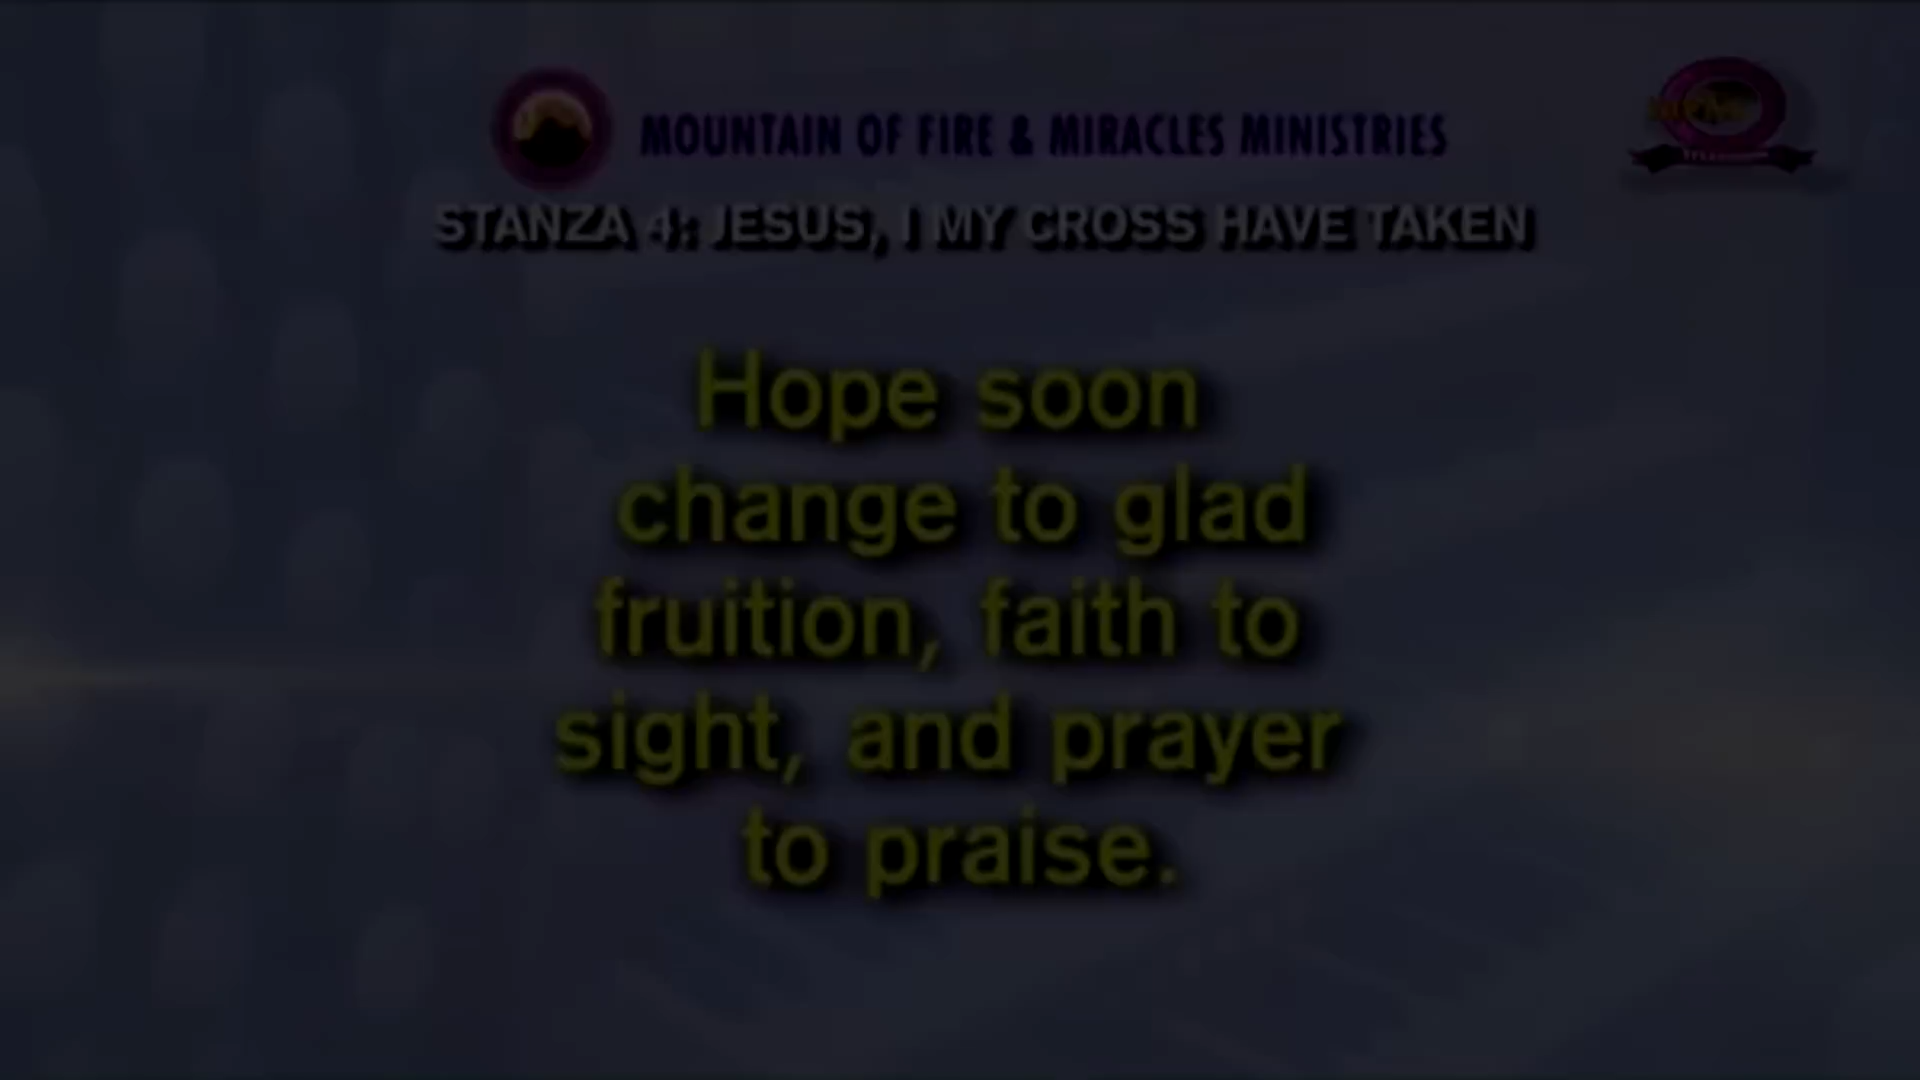 MOUNTAIN OF FIRE & MIRACLES MINISTRIES
STANZA 4: JESUS, I MY CROSS HAVE TAKEN
Hope soon
change to glad
fruition, faith to
sight, and prayer
to praise.